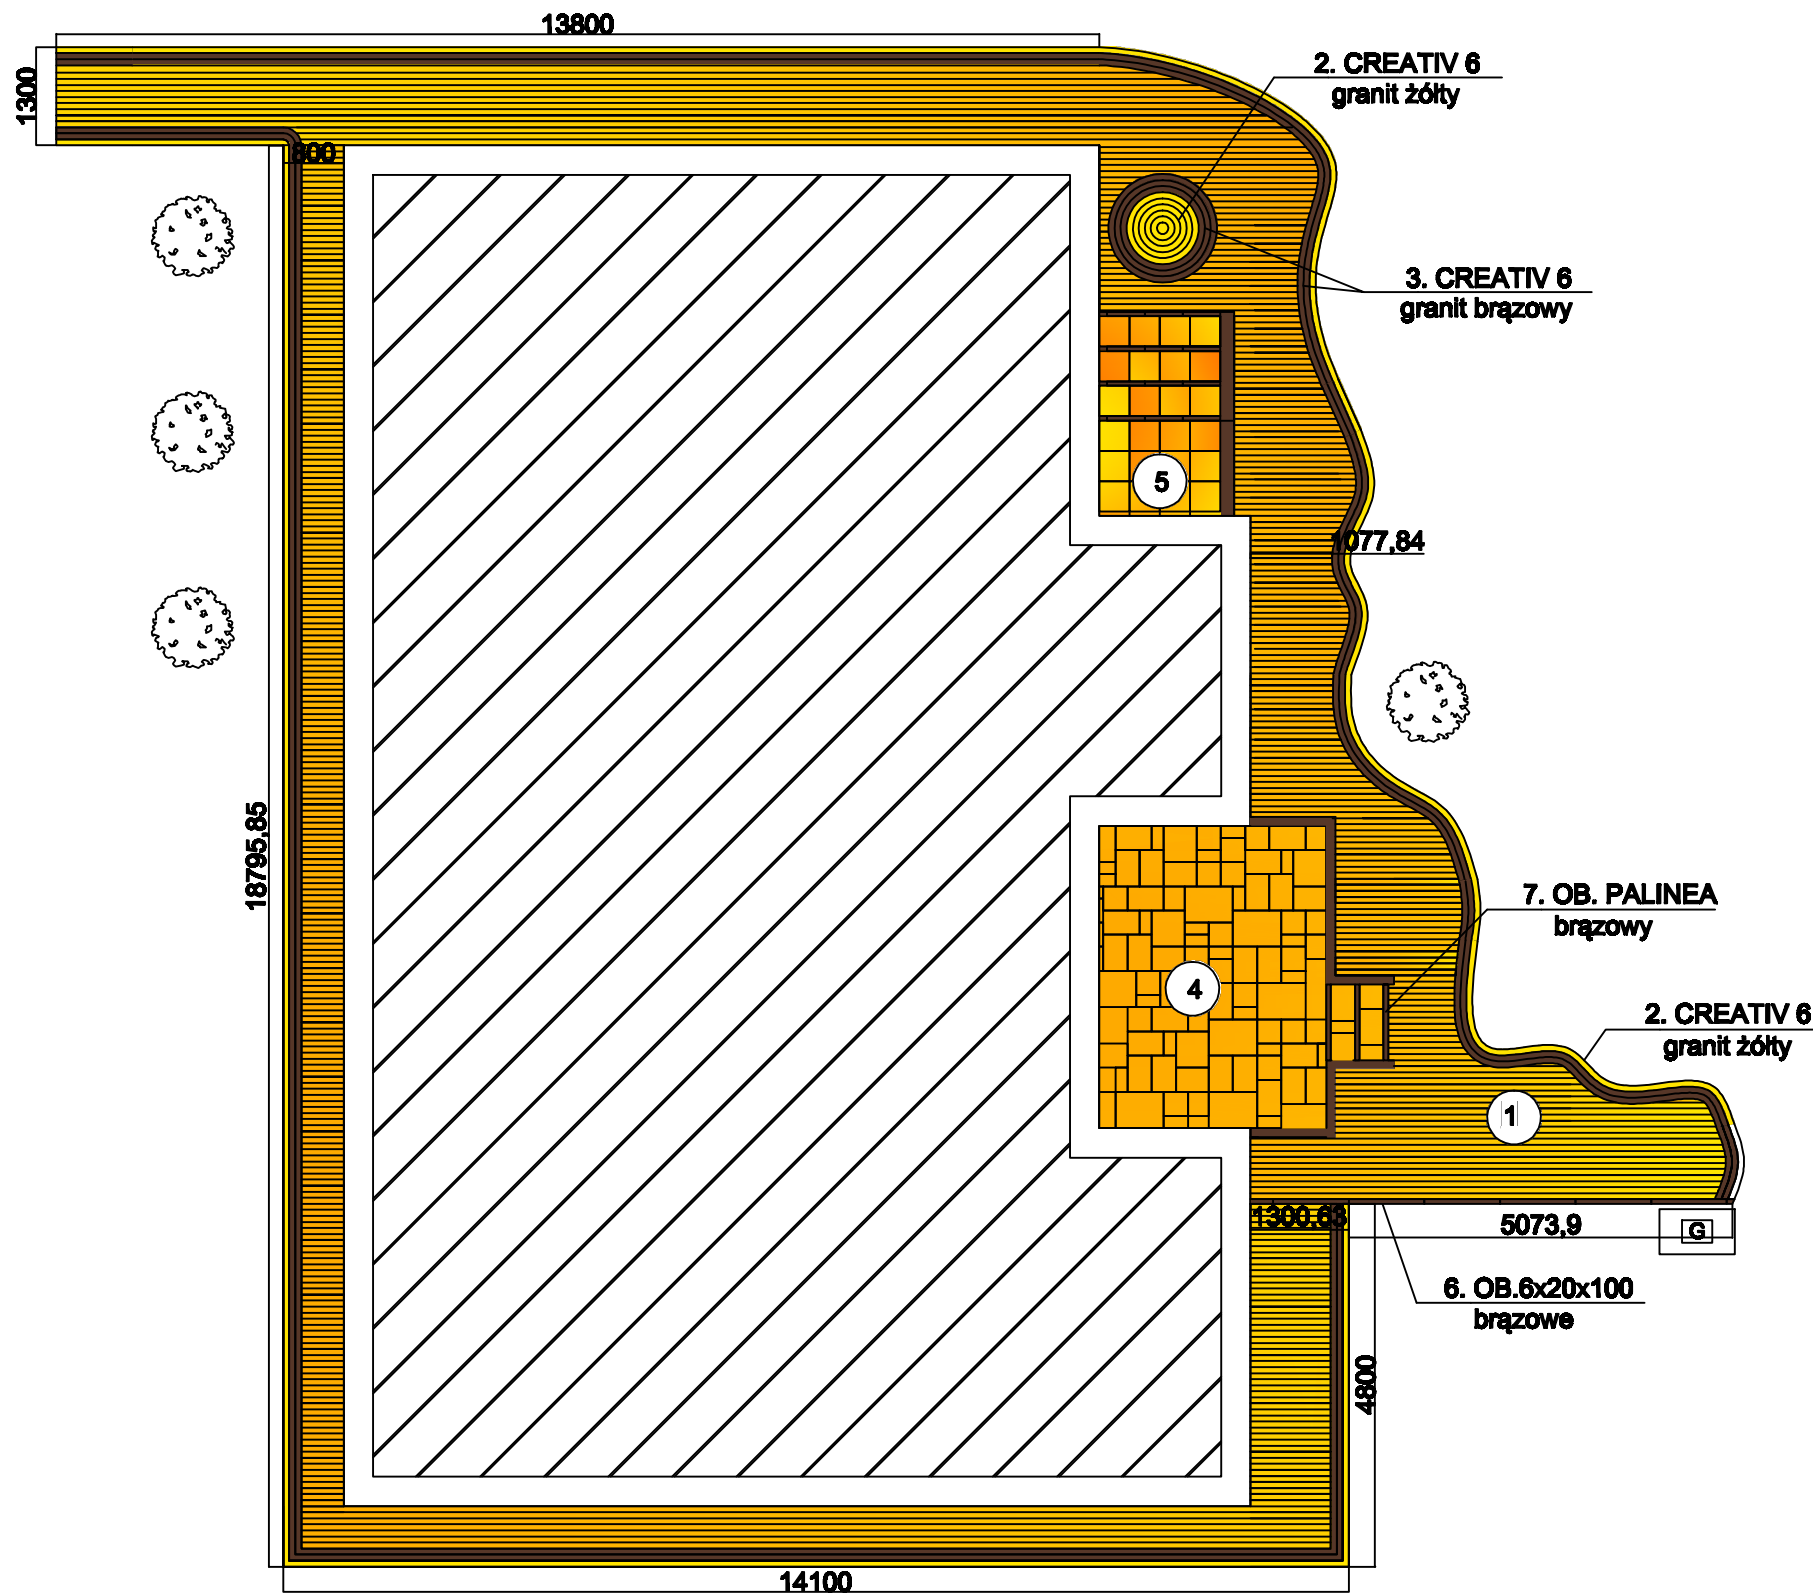 13800
2. CREATIV 6
granit żółty
1300
800
3. CREATIV 6
granit brązowy
5
1077,84
18795,85
7. OB. PALINEA
brązowy
4
2. CREATIV 6
granit żółty
1
1300,63
5073,9
G
6. OB.6x20x100
brązowe
4800
14100